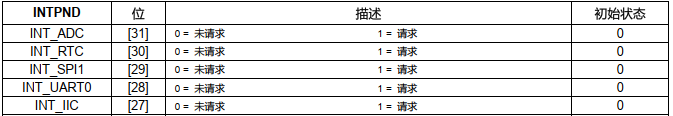 INTPND 位 描述 初始状态
INT_ADC [31] 0 = 未请求 1 = 请求 0
INT_RTC [30] 0 = 未请求 1 = 请求 0
INT_SPI1 [29] 0 = 未请求 1 = 请求 0
INT_UART0 [28] 0 = 未请求 1 = 请求 0
INT_IIC [27] 0 = 未请求 1 = 请求 0